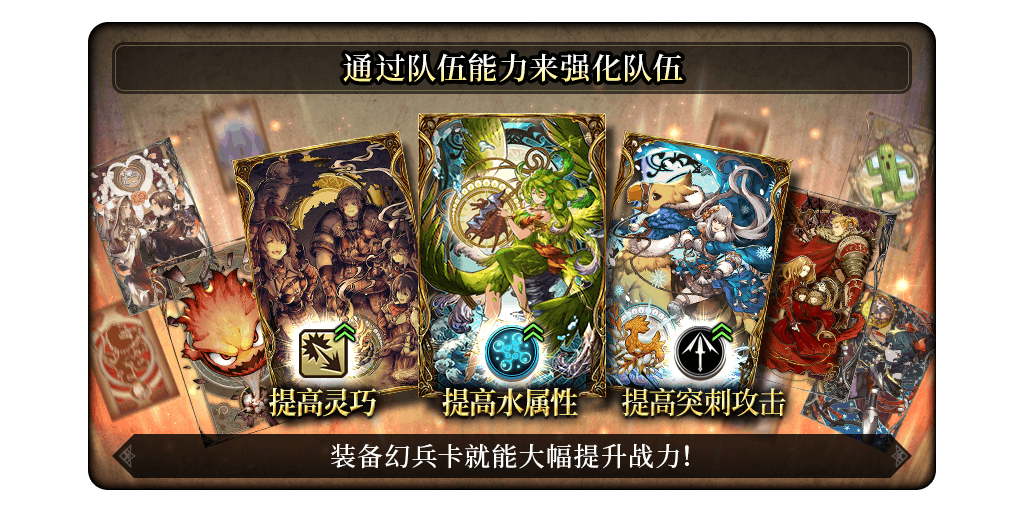 通过队伍能力来强化队伍
提高灵巧
提高水属性
提高突刺攻击
装备幻兵卡就能大幅提升战力!